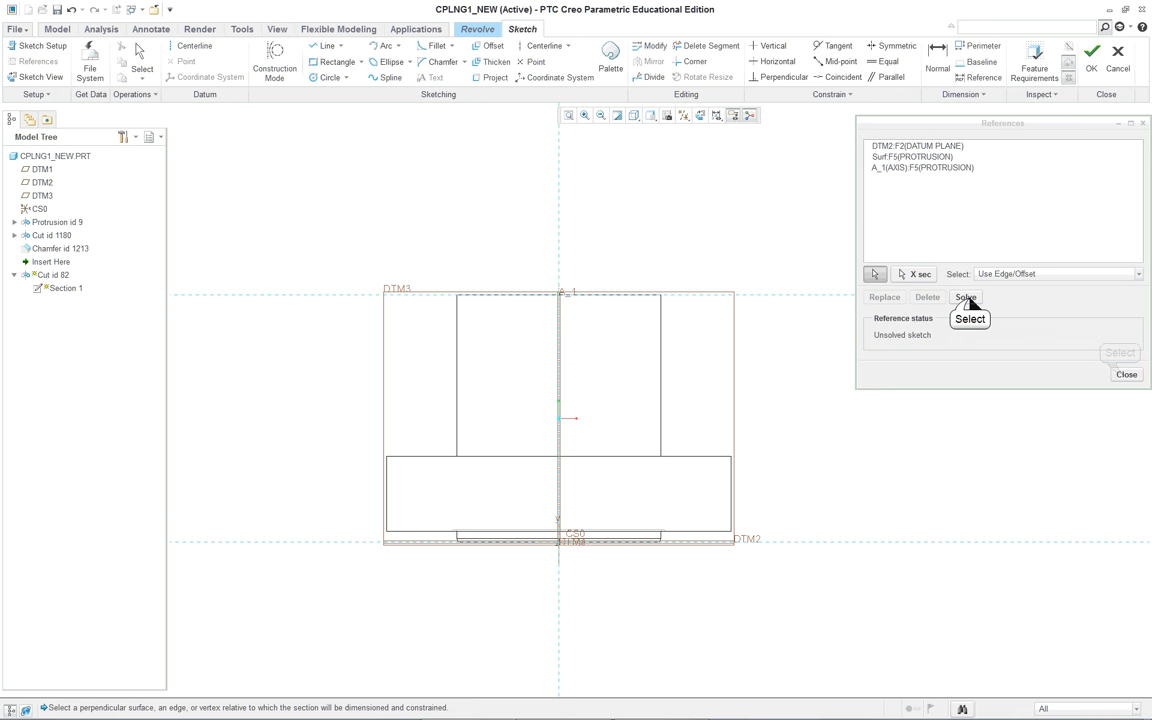 CPLNG1_NEW (Active) - PTC Creo Parametric Educational Edition
File
Model
Analysis
Annotate
Render
Tools
View
Flexible Modeling
Applications
Revolve
Sketch
Sketch Setup
References
Sketch View
Setup
File System
Get Data
Select
Operations
Centerline
Point
Coordinate System
Datum
Construction Mode
Line
Rectangle
Circle
Arc
Ellipse
Spline
Fillet
Chamfer
Text
Offset
Thicken
Project
Centerline
Point
Coordinate System
Palette
Sketching
Modify
Mirror
Divide
Delete Segment
Corner
Rotate Resize
Editing
Vertical
Horizontal
Perpendicular
Tangent
Mid-point
Coincident
Symmetric
Equal
Parallel
Constrain
Normal
Perimeter
Baseline
Reference
Dimension
Feature Requirements
Inspect
OK
Cancel
Close
Model Tree
CPLNG1_NEW.PRT
DTM1
DTM2
DTM3
CS0
Protrusion id 9
Cut id 1180
Chamfer id 1213
Insert Here
Cut id 82
Section 1
DTM3
A_1
CS0
DTM2
References
DTM2:F2(DATUM PLANE)
Surf:F5(PROTRUSION)
A_1(AXIS):F5(PROTRUSION)
X sec
Select:
Use Edge/Offset
Replace
Delete
Solve
Select
Reference status
Unsolved sketch
Select
Close
Select a perpendicular surface, an edge, or vertex relative to which the section will be dimensioned and constrained.
All